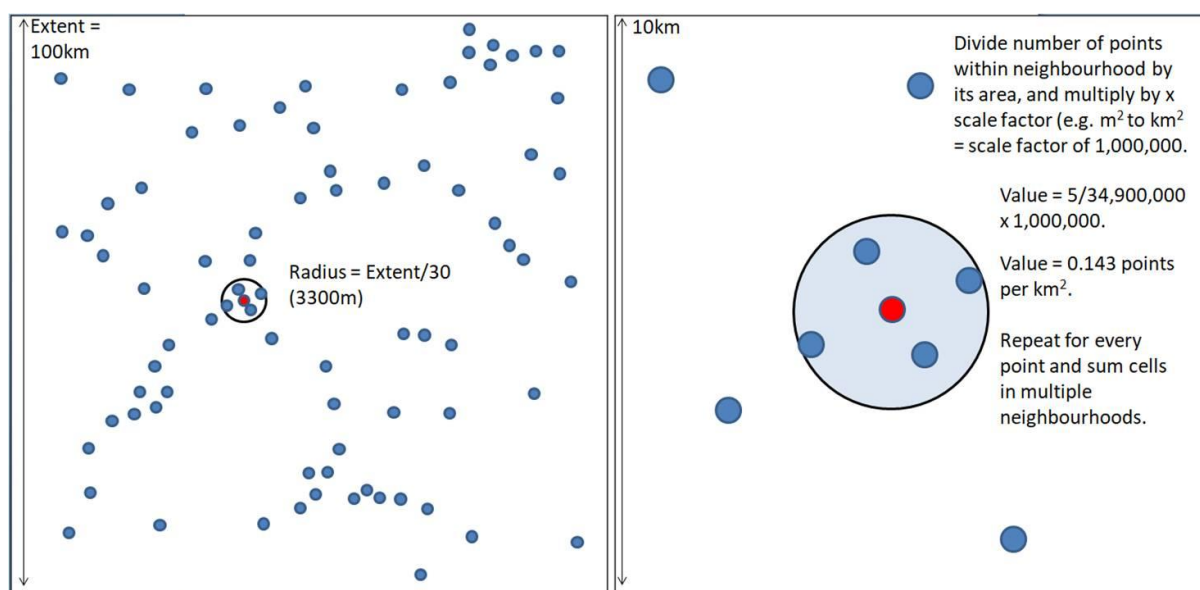 Extent =
100km
Radius = Extent/30
(3300m)
10km
Divide number of points
within neighbourhood by
its area, and multiply by x
scale factor (e.g. m² to km²
= scale factor of 1,000,000.
Value = 5/34,900,000
x 1,000,000.
Value = 0.143 points
per km².
Repeat for every
point and sum cells
in multiple
neighbourhoods.